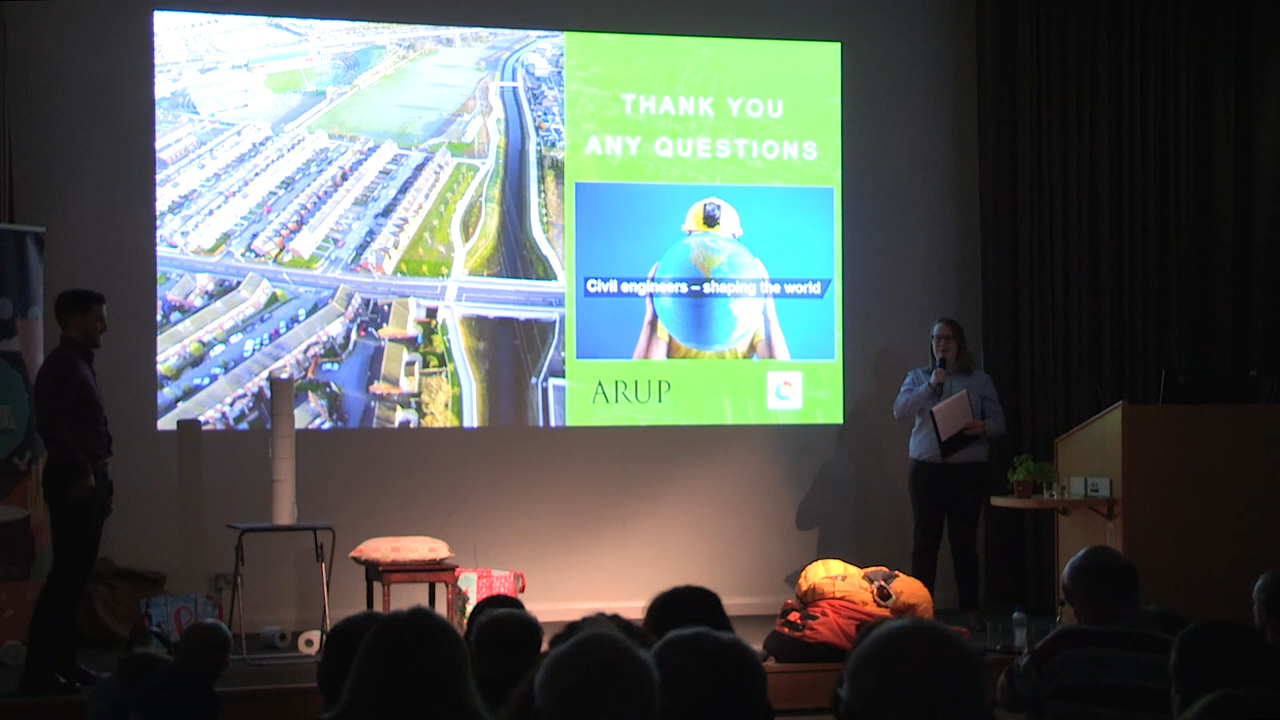 THANK YOU
ANY QUESTIONS
Civil engineers – shaping the world
ARUP